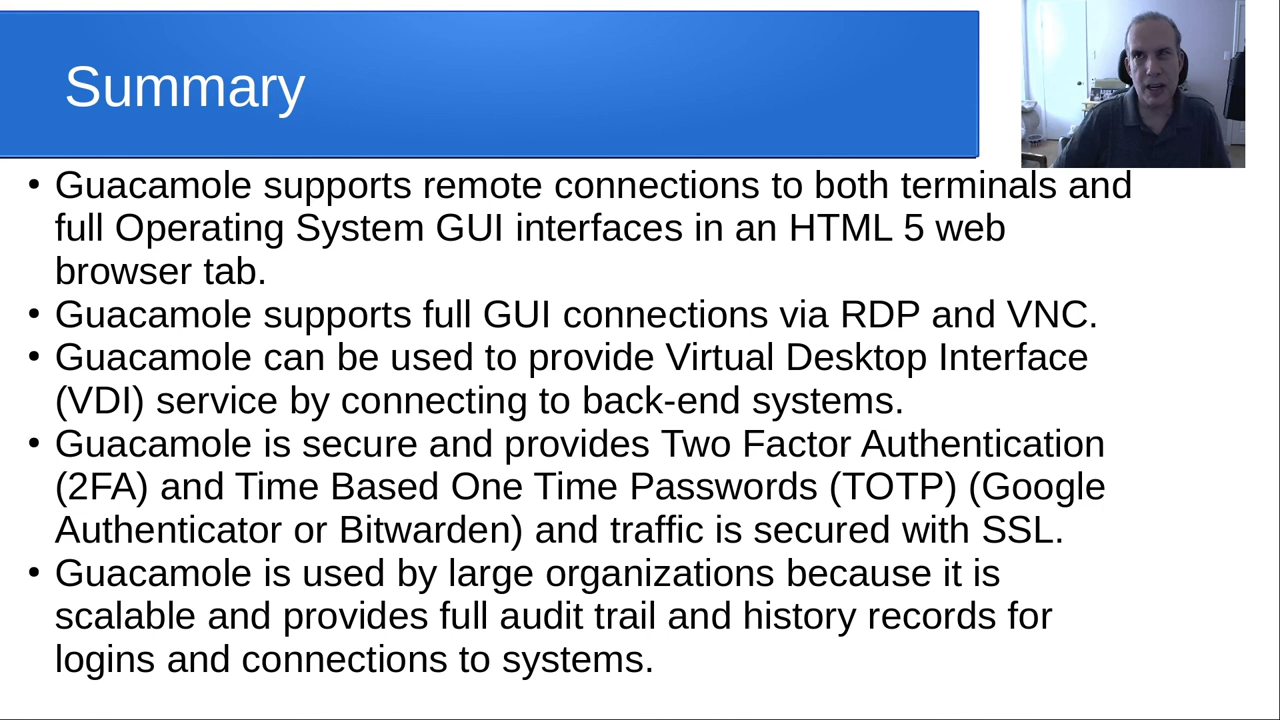 Summary
• Guacamole supports remote connections to both terminals and
full Operating System GUI interfaces in an HTML 5 web
browser tab.
• Guacamole supports full GUI connections via RDP and VNC.
• Guacamole can be used to provide Virtual Desktop Interface
(VDI) service by connecting to back-end systems.
• Guacamole is secure and provides Two Factor Authentication
(2FA) and Time Based One Time Passwords (TOTP) (Google
Authenticator or Bitwarden) and traffic is secured with SSL.
• Guacamole is used by large organizations because it is
scalable and provides full audit trail and history records for
logins and connections to systems.